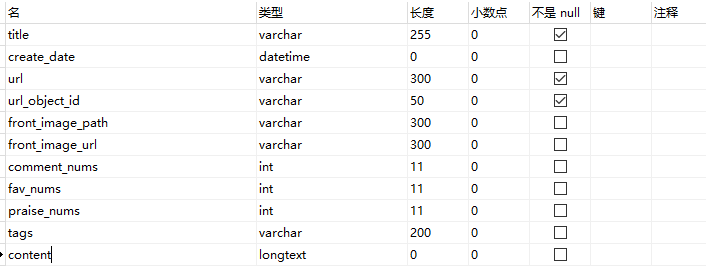 名 类型 长度 小数点 不是 null 键 注释
title varchar 255 0
create_date datetime 0 0
url varchar 300 0
url_object_id varchar 50 0
front_image_path varchar 300 0
front_image_url varchar 300 0
comment_nums int 11 0
fav_nums int 11 0
praise_nums int 11 0
tags varchar 200 0
content longtext 0 0